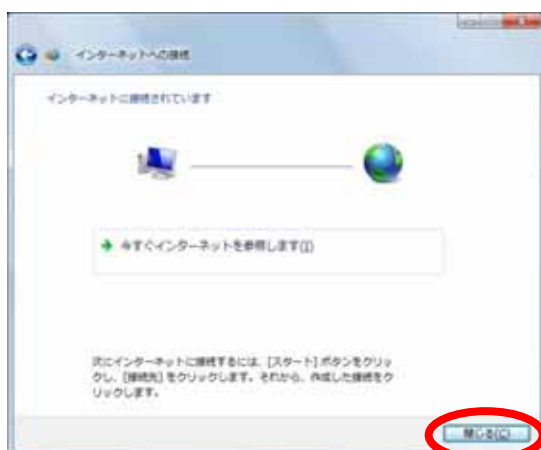 インターネットへの接続
インターネットに接続されています
今すぐインターネットを参照します(I)
次にインターネットに接続するには、[スタート] ボタンをクリッ
クし、[接続先] をクリックします。それから、作成した接続をク
リックします。
閉じる(C)